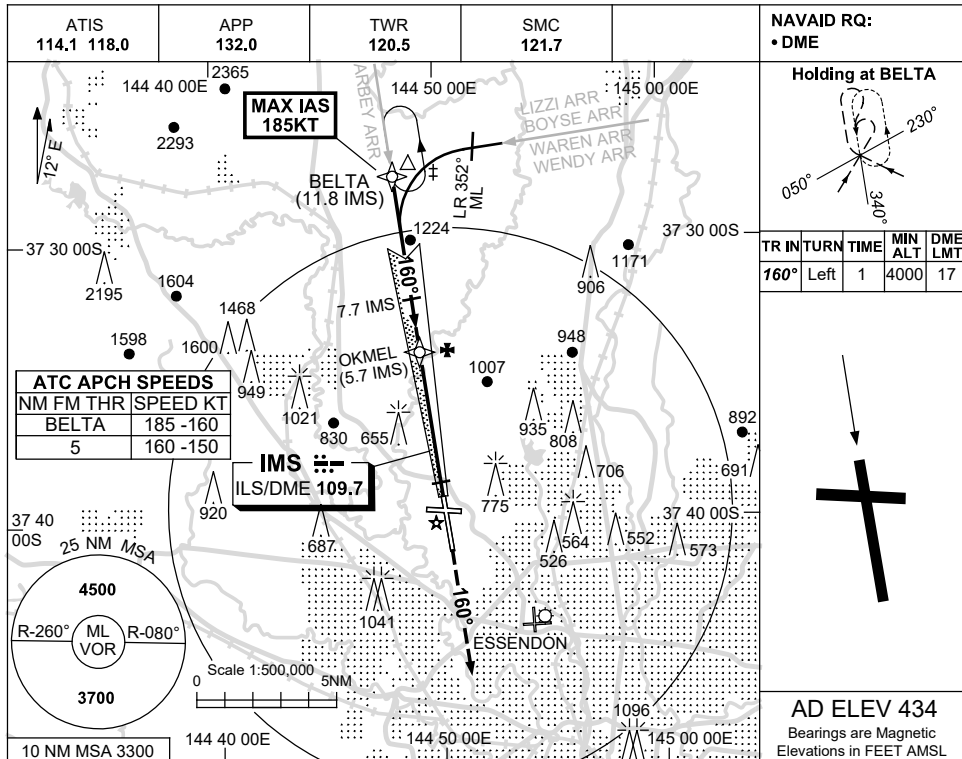 ATIS
114.1 118.0
APP
132.0
TWR
120.5
SMC
121.7
NAVAID RQ:
• DME
144 40 00E
2365
144 50 00E
145 00 00E
2293
12° E
MAX IAS
185KT
ARBEY ARR
LIZZI ARR
BOYSE ARR
WAREN ARR
WENDY ARR
BELTA
(11.8 IMS)
LR 352°
ML
Holding at BELTA
230°
050°
340°
TR IN TURN TIME MIN ALT DME LMT
160° Left 1 4000 17
37 30 00S
1224
37 30 00S
1171
160°
906
2195
1604
7.7 IMS
1468
1598
1600
OKMEL
(5.7 IMS)
948
1007
949
1021
ATC APCH SPEEDS
NM FM THR SPEED KT
BELTA 185 -160
5 160 -150
830
655
935
808
892
706
691
IMS
ILS/DME 109.7
775
920
687
37 40
00S
37 40 00S
564
552
573
526
25 NM MSA
4500
R-260°
ML
VOR
R-080°
3700
1041
160°
ESSENDON
Scale 1:500,000
0
5NM
1096
10 NM MSA 3300
144 40 00E
144 50 00E
145 00 00E
AD ELEV 434
Bearings are Magnetic
Elevations in FEET AMSL